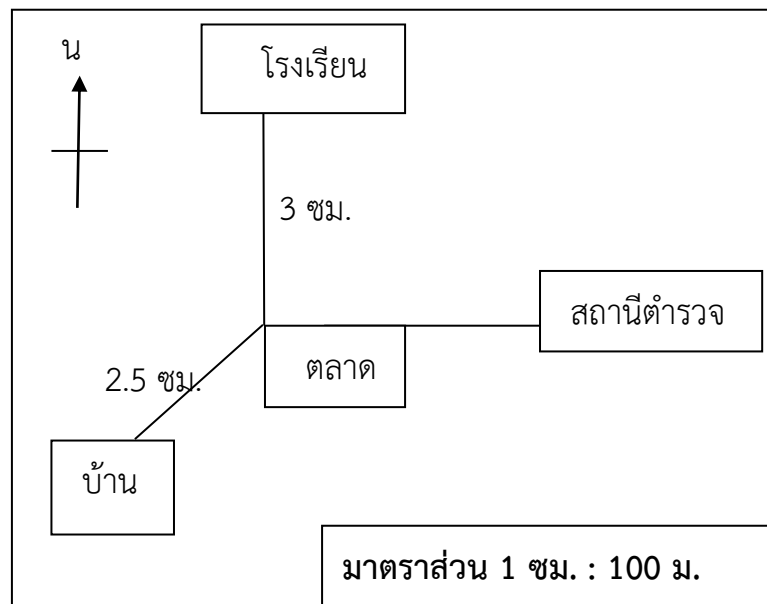 น
โรงเรียน
3 ซม.
สถานีตำรวจ
ตลาด
2.5 ซม.
บ้าน
มาตราส่วน 1 ซม. : 100 ม.